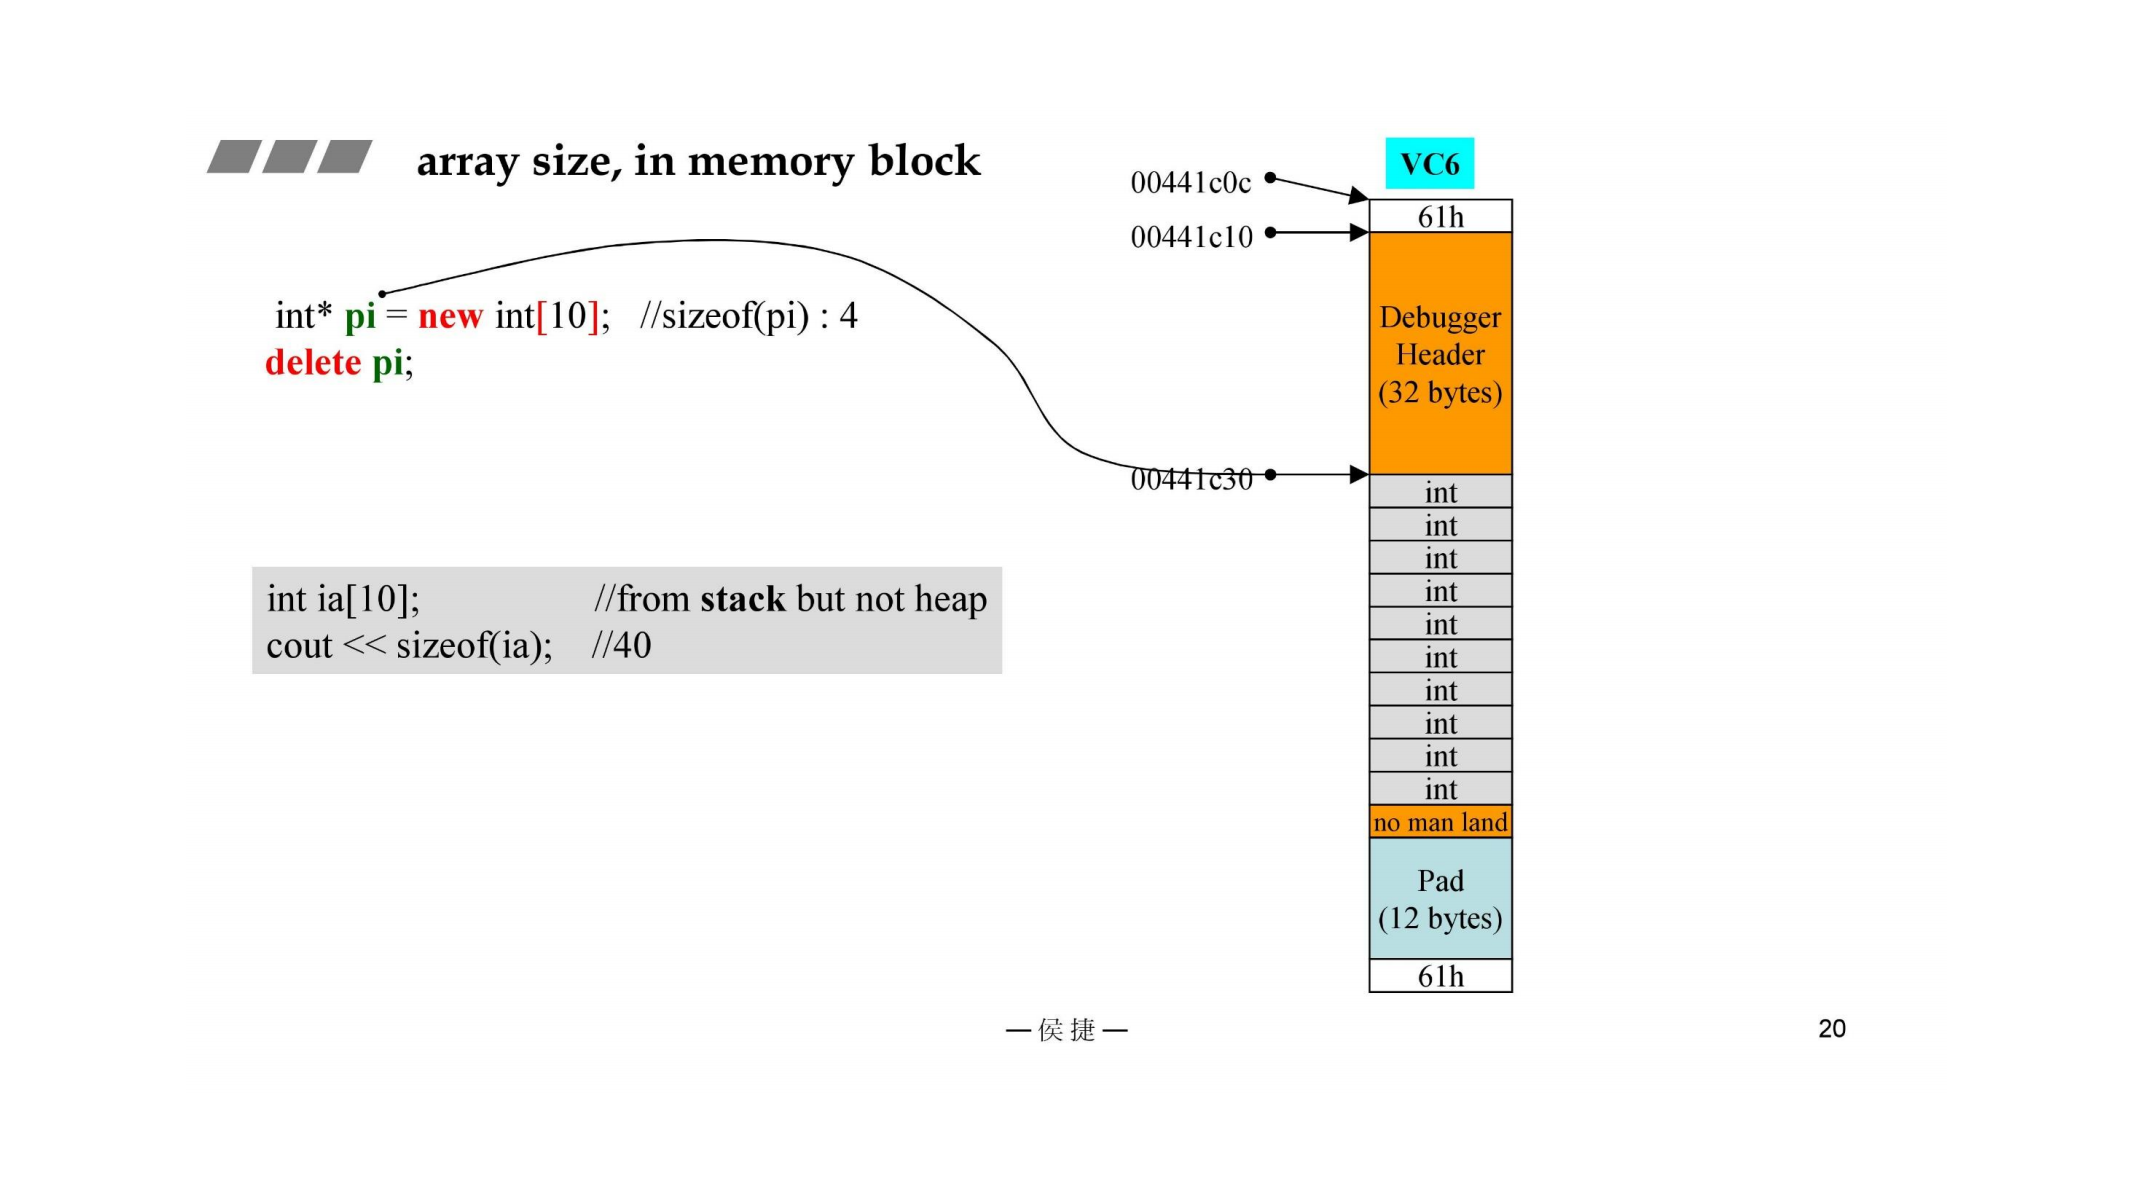 array size, in memory block
int* pi = new int[10];   //sizeof(pi) : 4
delete pi;
int ia[10];   //from stack but not heap
cout << sizeof(ia);   //40
VC6
00441c0c
61h
00441c10
Debugger
Header
(32 bytes)
00441c30
int
int
int
int
int
int
int
int
int
int
no man land
Pad
(12 bytes)
61h
—侯捷—
20